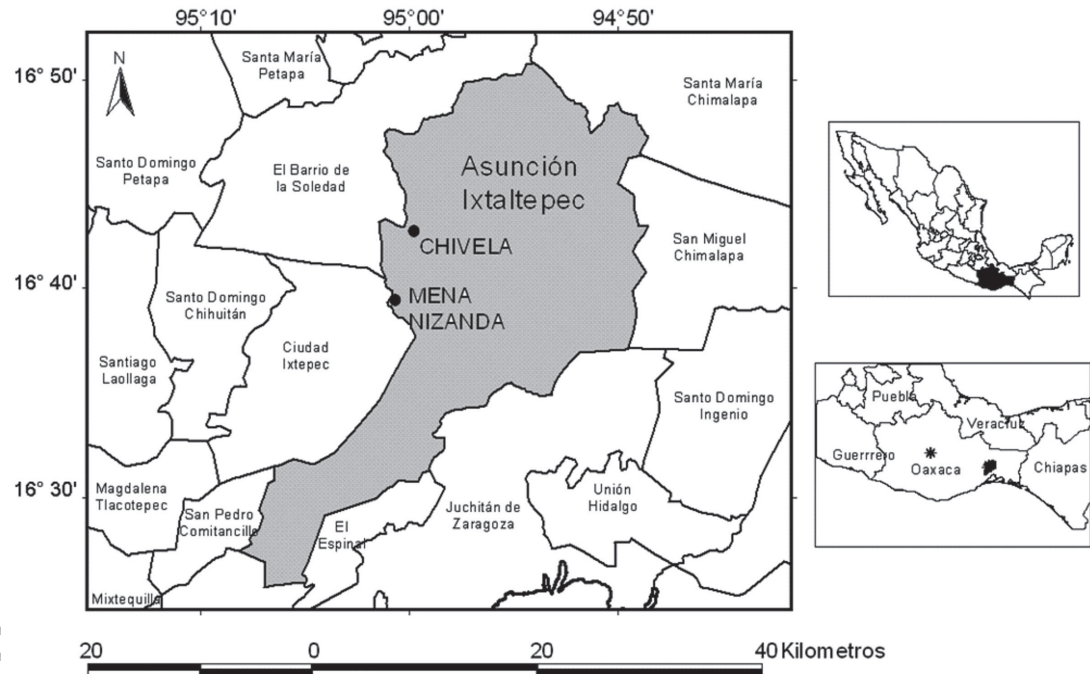 95°10'
95°00'
94°50'
16° 50'
16° 40'
16° 30'
N
Santa María
Petapa
Santa María
Chimalapa
Santo Domingo
Petapa
El Barrio de
la Soledad
Asunción
Ixtaltepec
CHIVELA
San Miguel
Chimalapa
MENA
NIZANDA
Santo Domingo
Chihuitán
Ciudad
Ixtepec
Santiago
Laollaga
Santo Domingo
Ingenio
Magdalena
Tlacotepec
San Pedro
Comitancillo
El
Espinal
Juchitán de
Zaragoza
Unión
Hidalgo
Mixtequilla
Puebla
Veracruz
Guerrrero
Oaxaca
Chiapas
20
0
20
40 Kilometros